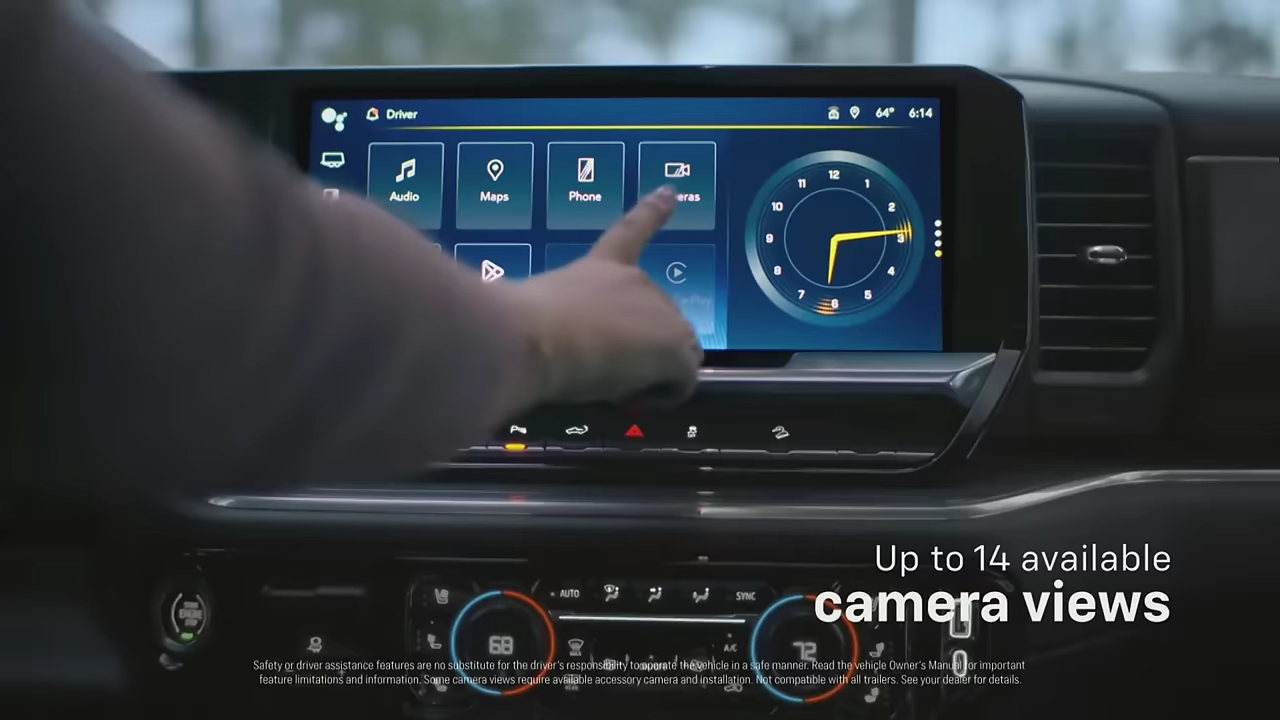 Driver
64° 6:14
Audio Maps Phone
12
11 1
10 2
9 3
8 4
7 5
6
Up to 14 available
camera views
AUTO SYNC
68 72
A/C
Safety or driver assistance features are no substitute for the driver's responsibility to operate the vehicle in a safe manner. Read the vehicle Owner's Manual for important
feature limitations and information. Some camera views require available accessory camera and installation. Not compatible with all trailers. See your dealer for details.